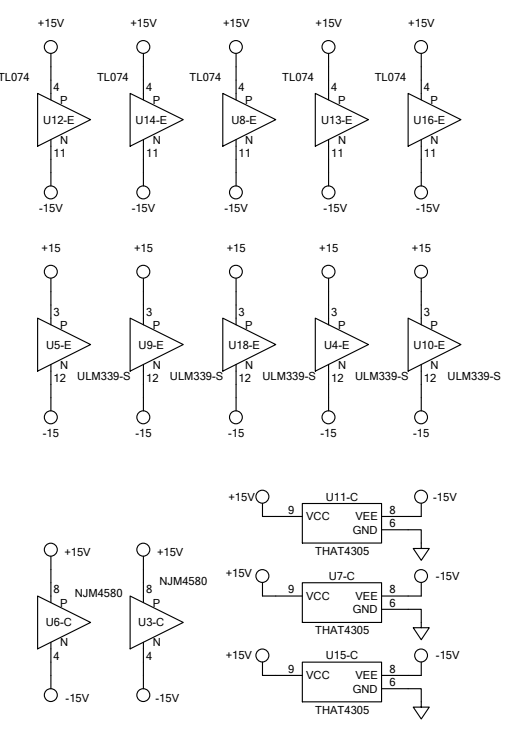 +15V +15V +15V +15V +15V
TL074 TL074 TL074 TL074 TL074
4 4 4 4 4
P P P P P
U12-E U14-E U8-E U13-E U16-E
N N N N N
11 11 11 11 11
-15V -15V -15V -15V -15V
+15 +15 +15 +15 +15
3 3 3 3 3
P P P P P
U5-E U9-E U18-E U4-E U10-E
N N N N N
12 ULM339-S 12 ULM339-S 12 ULM339-S 12 ULM339-S 12 ULM339-S
-15 -15 -15 -15 -15
+15V U11-C -15V
9 VCC VEE 8
GND 6
THAT4305
+15V +15V
8 NJM4580 8 NJM4580
P P
U6-C U3-C
N N
4 4
-15V -15V
+15V U7-C -15V
9 VCC VEE 8
GND 6
THAT4305
+15V U15-C -15V
9 VCC VEE 8
GND 6
THAT4305